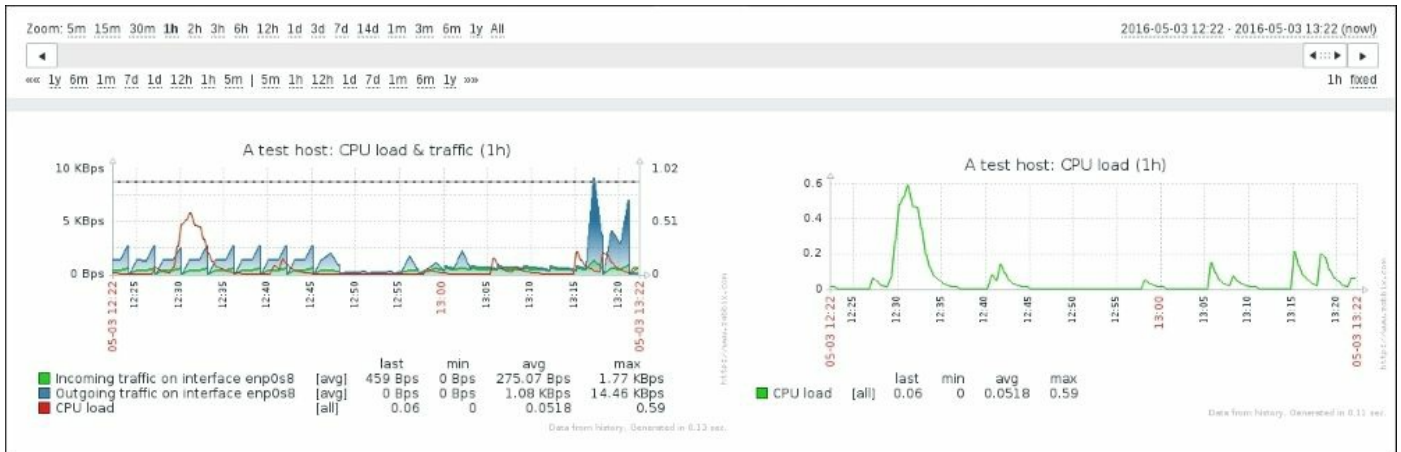 Zoom: 5m 15m 30m 1h 2h 3h 6h 12h 1d 3d 7d 14d 1m 3m 6m 1y All
2016-05-03 12:22 - 2016-05-03 13:22 (now!)
«« 1y 6m 1m 7d 1d 12h 1h 5m | 5m 1h 12h 1d 7d 1m 6m 1y »»
1h fixed
A test host: CPU load & traffic (1h)
10 KBps
5 KBps
0 Bps
1.02
0.51
0
05-03 12:22
12:25
12:30
12:35
12:40
12:45
12:50
12:55
13:00
13:05
13:10
13:15
13:20
05-03 13:22
last min avg max
Incoming traffic on interface enp0s8 [avg] 459 Bps 0 Bps 275.07 Bps 1.77 KBps
Outgoing traffic on interface enp0s8 [avg] 0 Bps 0 Bps 1.08 KBps 14.46 KBps
CPU load [all] 0.06 0 0.0518 0.59
https://www.zabbix.com
Data from history. Generated in 0.13 sec.
A test host: CPU load (1h)
0.6
0.4
0.2
0
05-03 12:22
12:25
12:30
12:35
12:40
12:45
12:50
12:55
13:00
13:05
13:10
13:15
13:20
05-03 13:22
last min avg max
CPU load [all] 0.06 0 0.0518 0.59
https://www.zabbix.com
Data from history. Generated in 0.11 sec.